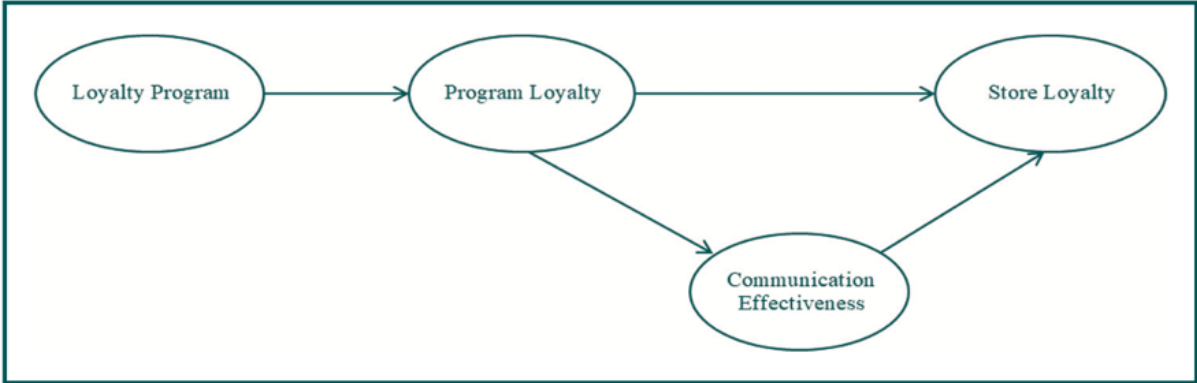 Loyalty Program
Program Loyalty
Store Loyalty
Communication
Effectiveness